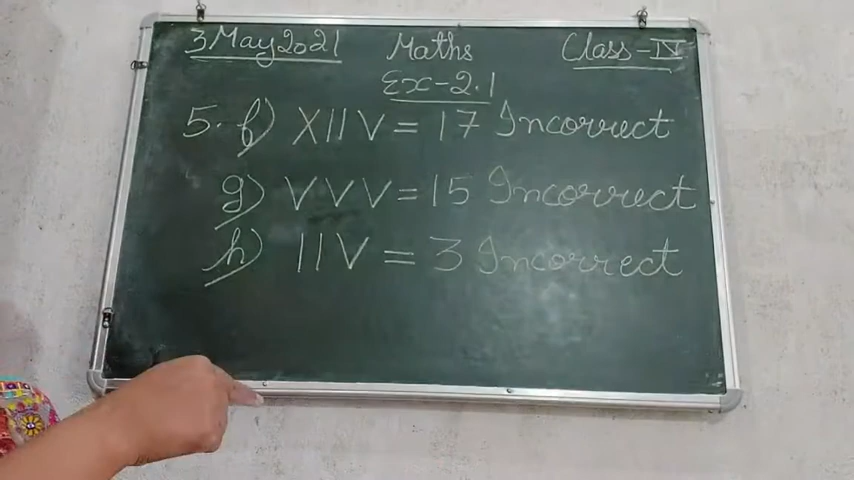 3 May 2021 Maths Class-IV
Ex-2.1
5. f) XIIV = 17 Incorrect
g) VVV = 15 Incorrect
h) IIV = 3 Incorrect